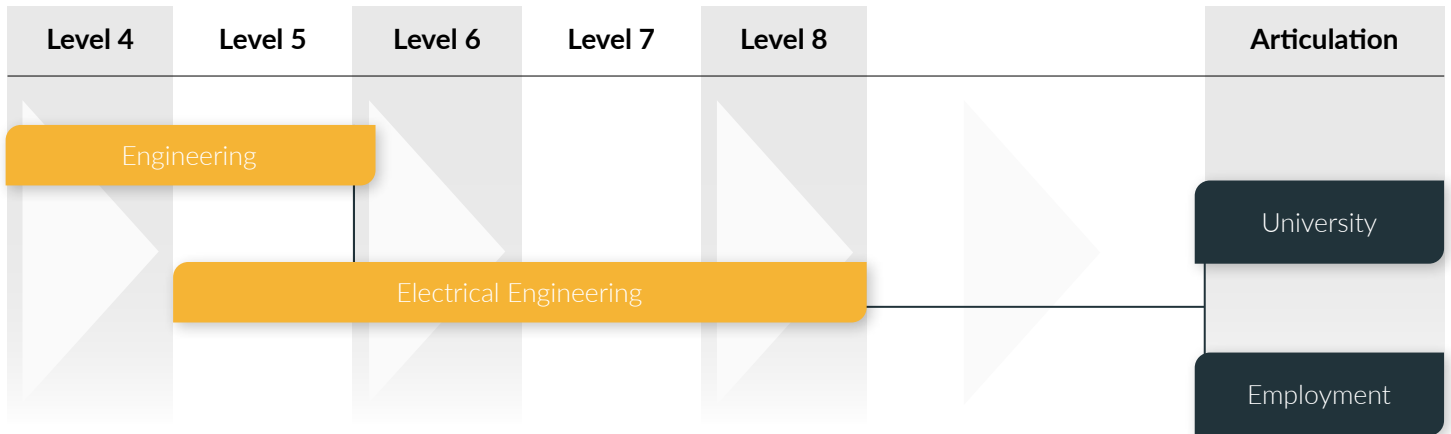 Level 4 Level 5 Level 6 Level 7 Level 8 Articulation
Engineering
University
Electrical Engineering
Employment